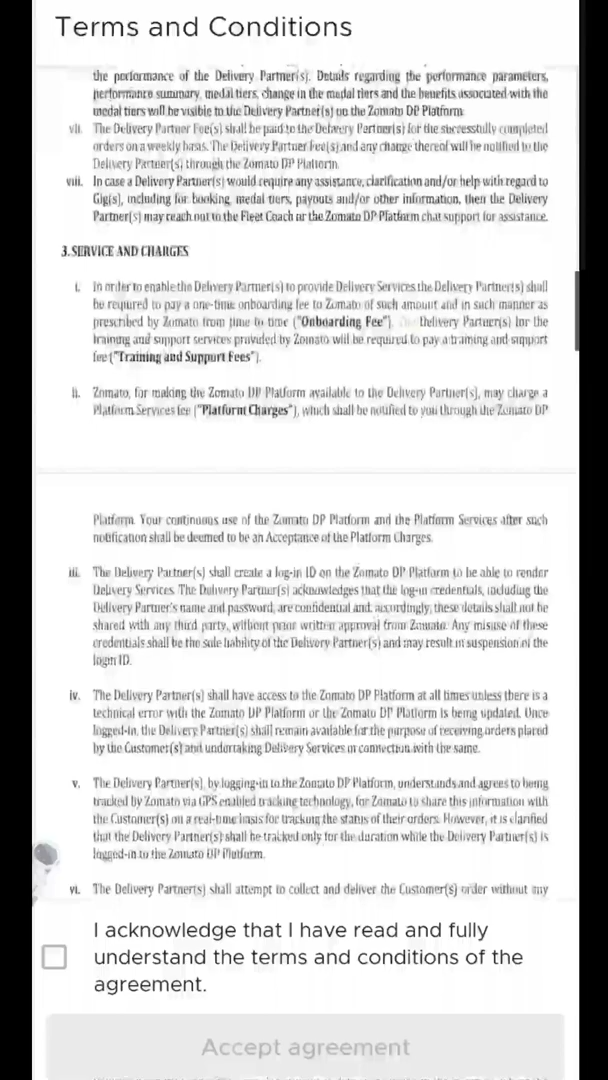 Terms and Conditions
the performance of the Delivery Partner(s). Details regarding the performance parameters,
performance summary, medal tiers, change in the medal tiers and the benefits associated with the
medal tiers will be visible to the Delivery Partner(s) on the Zomato DP Platform
vii. The Delivery Partner Fee(s) shall be paid to the Delivery Partner(s) for the successfully completed
orders on a weekly basis. The Delivery Partner Fee(s) and any change thereof will be notified to the
Delivery Partner(s) through the Zomato DP Platform.
viii. In case a Delivery Partner(s) would require any assistance, clarification and/or help with regard to
Gig(s), including for booking, medal tiers, payouts and/or other information, then the Delivery
Partner(s) may reach out to the Fleet Coach or the Zomato DP Platform chat support for assistance.
3. SERVICE AND CHARGES
i. In order to enable the Delivery Partner(s) to provide Delivery Services the Delivery Partner(s) shall
be required to pay a one-time onboarding fee to Zomato of such amount and in such manner as
prescribed by Zomato from time to time ("Onboarding Fee"). Delivery Partner(s) for the
training and support services provided by Zomato will be required to pay a training and support
fee ("Training and Support Fees").
ii. Zomato, for making the Zomato DP Platform available to the Delivery Partner(s), may charge a
Platform Services fee ("Platform Charges"), which shall be notified to you through the Zomato DP
Platform. Your continuous use of the Zomato DP Platform and the Platform Services after such
notification shall be deemed to be an Acceptance of the Platform Charges.
iii. The Delivery Partner(s) shall create a log-in ID on the Zomato DP Platform to be able to render
Delivery Services. The Delivery Partner(s) acknowledges that the log-in credentials, including the
Delivery Partner's name and password, are confidential and accordingly, these details shall not be
shared with any third party, without prior written approval from Zomato. Any misuse of these
credentials shall be the sole liability of the Delivery Partner(s) and may result in suspension of the
login ID.
iv. The Delivery Partner(s) shall have access to the Zomato DP Platform at all times unless there is a
technical error with the Zomato DP Platform or the Zomato DP Platform is being updated. Once
logged-in, the Delivery Partner(s) shall remain available for the purpose of receiving orders placed
by the Customer(s) and undertaking Delivery Services in connection with the same.
v. The Delivery Partner(s), by logging-in to the Zomato DP Platform, understands and agrees to being
tracked by Zomato via GPS enabled tracking technology, for Zomato to share this information with
the Customer(s) on a real-time basis for tracking the status of their orders. However, it is clarified
that the Delivery Partner(s) shall be tracked only for the duration while the Delivery Partner(s) is
logged-in to the Zomato DP Platform.
vi. The Delivery Partner(s) shall attempt to collect and deliver the Customer(s) order without any
I acknowledge that I have read and fully
understand the terms and conditions of the
agreement.
Accept agreement